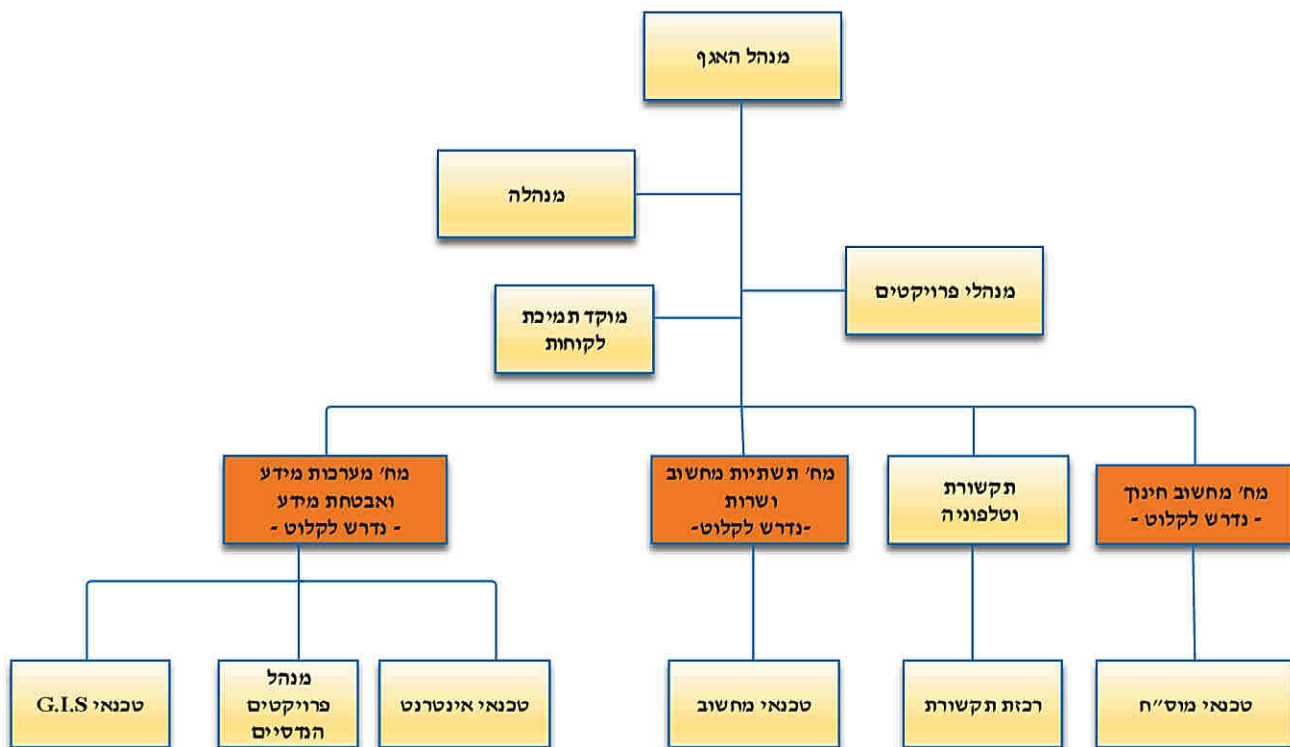 מנהל האגף
מנהלה
מנהלי פרויקטים
מוקד תמיכת
לקוחות
מח' מחשוב חינוך
- נדרש לקלוט -
תקשורת
וטלפוניה
מח' תשתיות מחשוב
ושרות
-נדרש לקלוט-
מח' מערכות מידע
ואבטחת מידע
- נדרש לקלוט -
טכנאי מוס"ח
רכזת תקשורת
טכנאי מחשוב
טכנאי אינטרנט
מנהל
פרויקטים
הנדסיים
טכנאי G.I.S